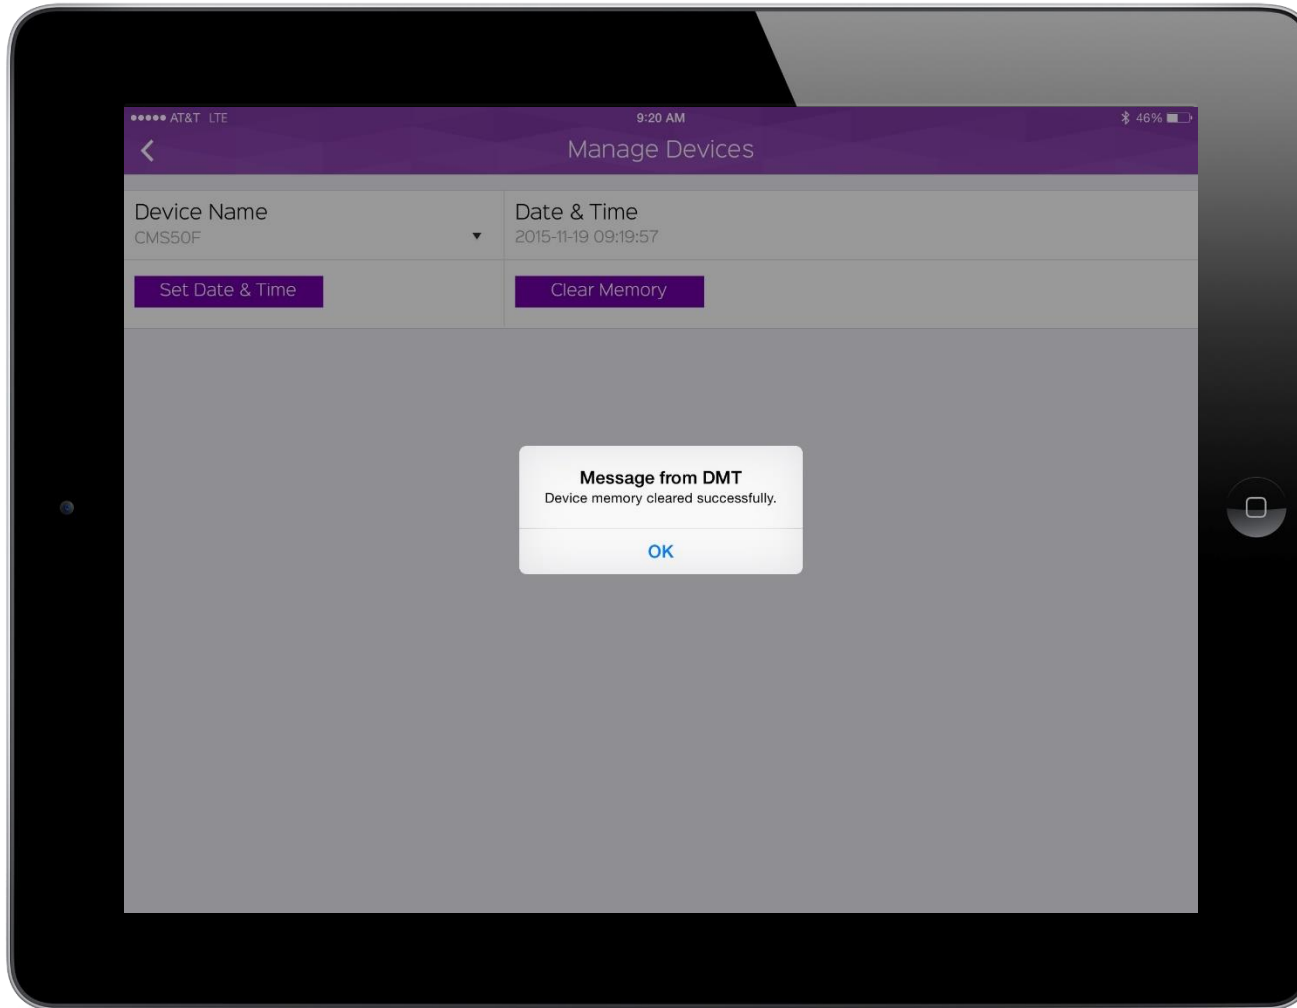 AT&T LTE
9:20 AM
46%
Manage Devices
Device Name
CMS50F
Date & Time
2015-11-19 09:19:57
Set Date & Time
Clear Memory
Message from DMT
Device memory cleared successfully.
OK